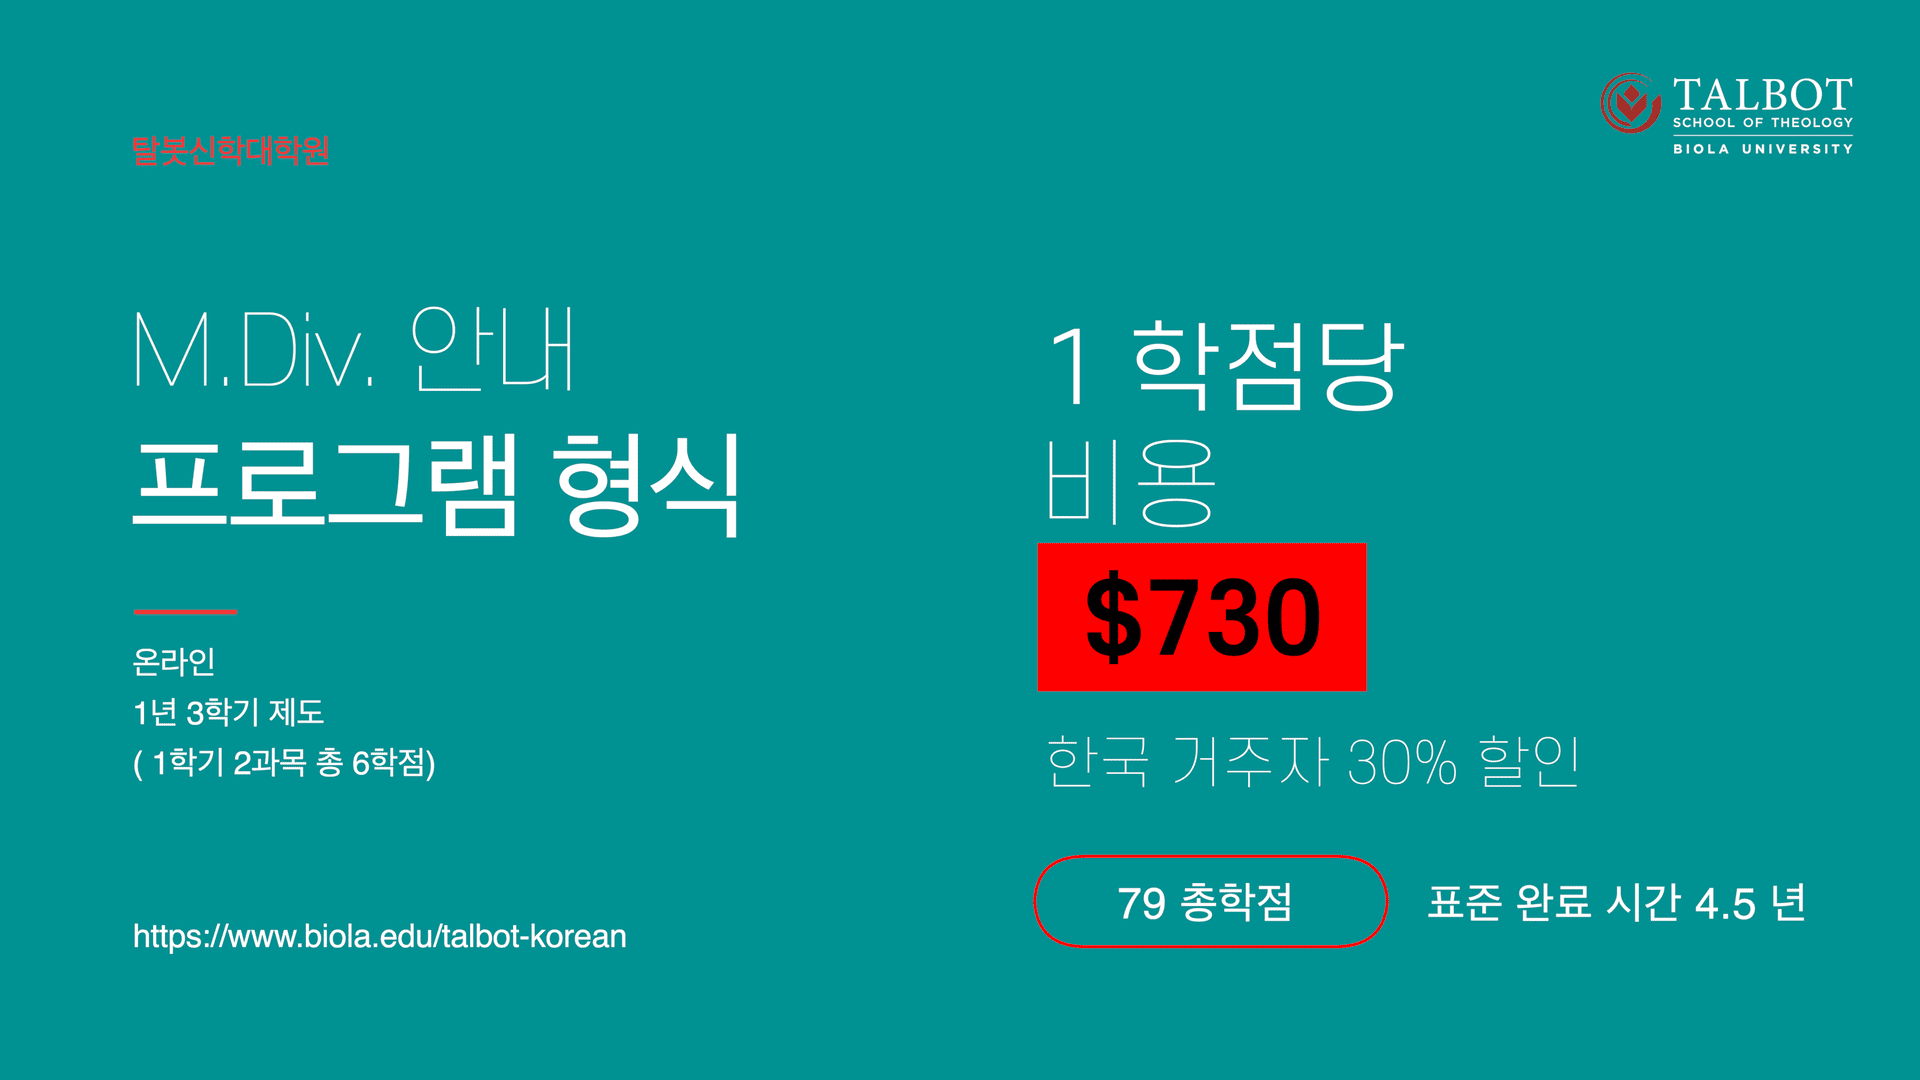 TALBOT
SCHOOL OF THEOLOGY
BIOLA UNIVERSITY
탈봇신학대학원
M.Div. 안내
프로그램 형식
온라인
1년 3학기 제도
( 1학기 2과목 총 6학점)
https://www.biola.edu/talbot-korean
1 학점당
비용
$730
한국 거주자 30% 할인
79 총학점
표준 완료 시간 4.5 년